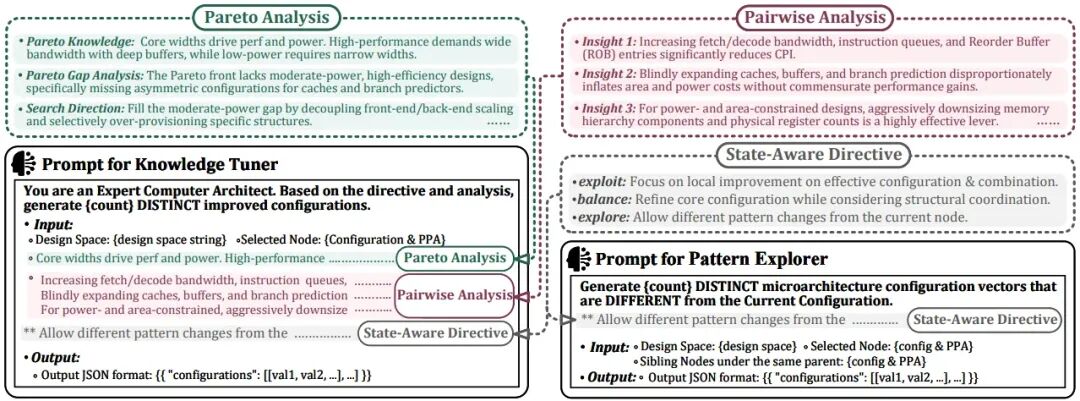 Pareto Analysis
• Pareto Knowledge: Core widths drive perf and power. High-performance demands wide
bandwidth with deep buffers, while low-power requires narrow widths.
• Pareto Gap Analysis: The Pareto front lacks moderate-power, high-efficiency designs,
specifically missing asymmetric configurations for caches and branch predictors.
• Search Direction: Fill the moderate-power gap by decoupling front-end/back-end scaling
and selectively over-provisioning specific structures. ……
Pairwise Analysis
• Insight 1: Increasing fetch/decode bandwidth, instruction queues, and Reorder Buffer
(ROB) entries significantly reduces CPI.
• Insight 2: Blindly expanding caches, buffers, and branch prediction disproportionately
inflates area and power costs without commensurate performance gains.
• Insight 3: For power- and area-constrained designs, aggressively downsizing memory
hierarchy components and physical register counts is a highly effective lever. ……
State-Aware Directive
• exploit: Focus on local improvement on effective configuration & combination.
• balance: Refine core configuration while considering structural coordination.
• explore: Allow different pattern changes from the current node.
Prompt for Knowledge Tuner
You are an Expert Computer Architect. Based on the directive and analysis,
generate {count} DISTINCT improved configurations.
• Input:
∘ Design Space: {design space string} ∘ Selected Node: {Configuration & PPA}
∘ Core widths drive perf and power. High-performance ……………… Pareto Analysis
∘ Increasing fetch/decode bandwidth, instruction queues, ………
Blindly expanding caches, buffers, and branch prediction ……… Pairwise Analysis
For power- and area-constrained, aggressively downsize ………
** Allow different pattern changes from the ………… State-Aware Directive
• Output:
∘ Output JSON format: {{ "configurations": [[val1, val2, …], …] }}
Prompt for Pattern Explorer
Generate {count} DISTINCT microarchitecture configuration vectors that
are DIFFERENT from the Current Configuration.
** Allow different pattern changes from the ………… State-Aware Directive
• Input: ∘ Design Space: {design space} ∘ Selected Node: {config & PPA}
∘ Sibling Nodes under the same parent: {config & PPA}
• Output: ∘ Output JSON format: {{ "configurations": [[val1, val2, …], …] }}